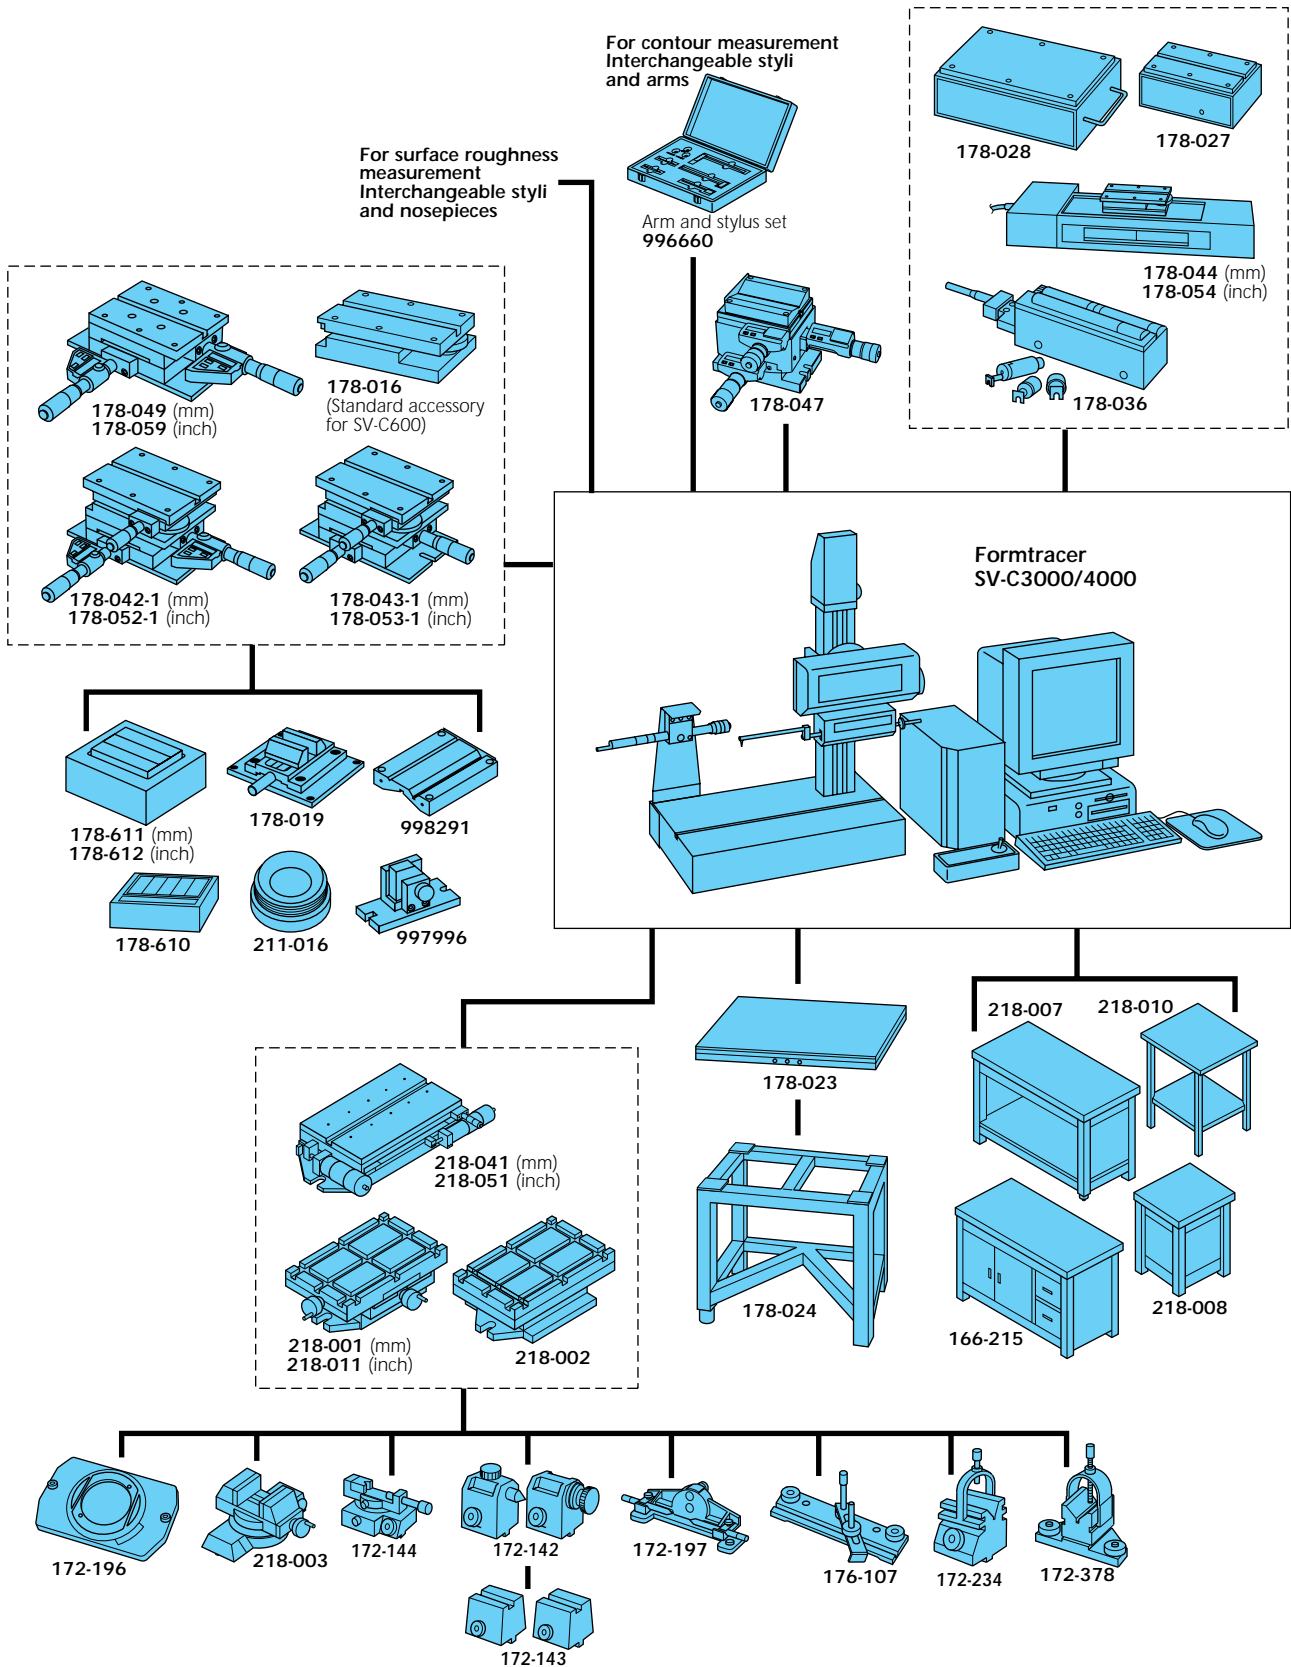 For contour measurement
Interchangeable styli
and arms
Arm and stylus set
996660
For surface roughness
measurement
Interchangeable styli
and nosepieces
178-028
178-027
178-044 (mm)
178-054 (inch)
178-036
178-047
178-049 (mm)
178-059 (inch)
178-016
(Standard accessory
for SV-C600)
178-042-1 (mm)
178-052-1 (inch)
178-043-1 (mm)
178-053-1 (inch)
Formtracer
SV-C3000/4000
178-611 (mm)
178-612 (inch)
178-019
998291
178-610
211-016
997996
218-041 (mm)
218-051 (inch)
218-001 (mm)
218-011 (inch)
218-002
178-023
178-024
218-007
218-010
166-215
218-008
172-196
218-003
172-144
172-142
172-143
172-197
176-107
172-234
172-378